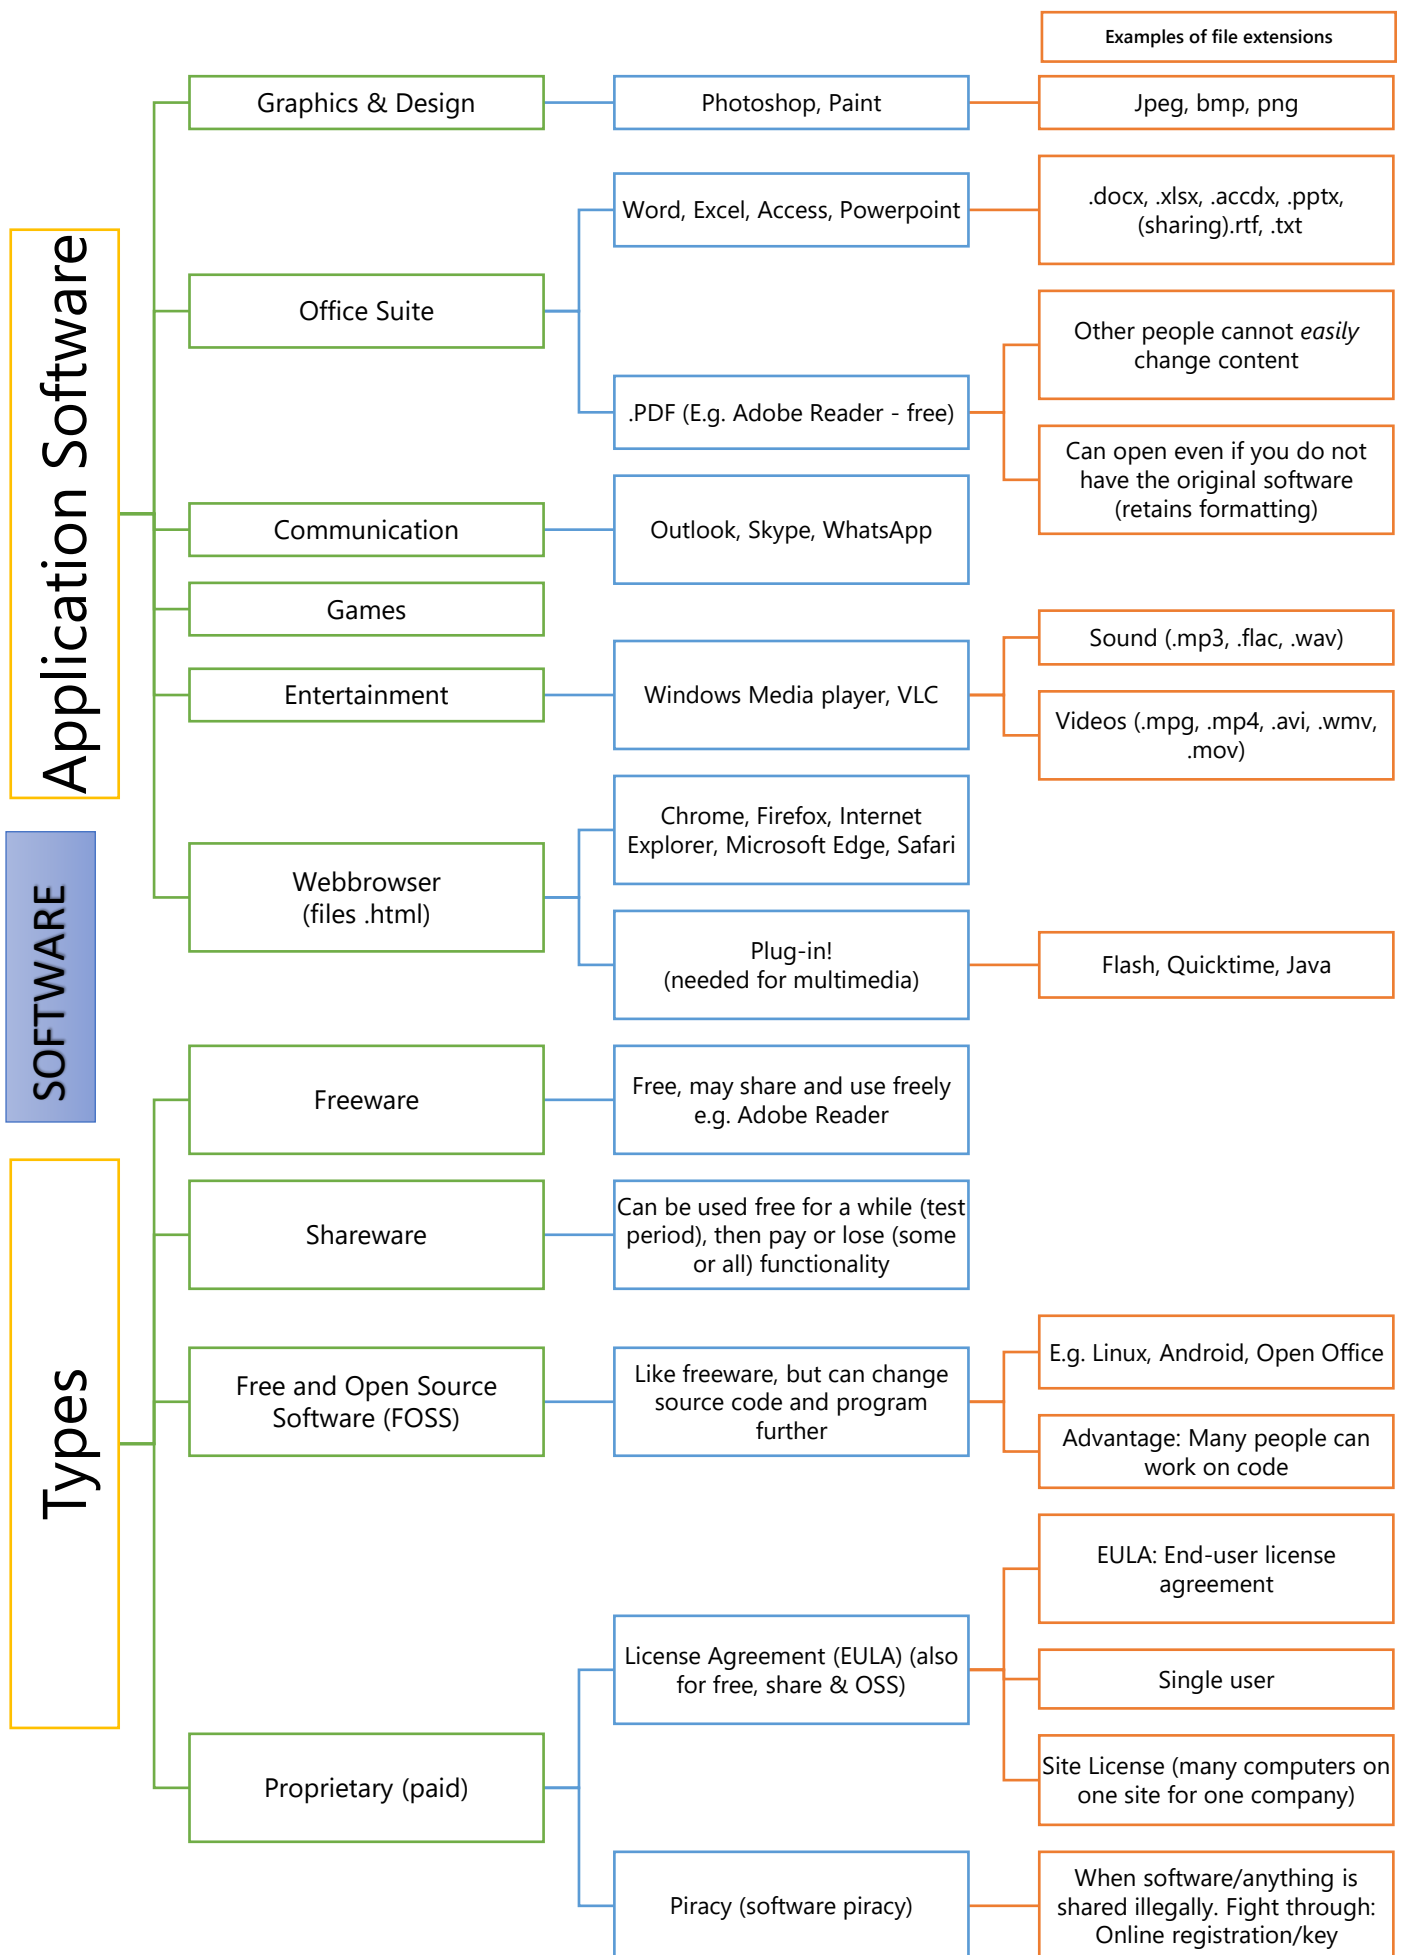 Examples of file extensions
Application Software
Graphics & Design
Photoshop, Paint
Jpeg, bmp, png
Office Suite
Word, Excel, Access, Powerpoint
.docx, .xlsx, .accdx, .pptx,
(sharing).rtf, .txt
.PDF (E.g. Adobe Reader - free)
Other people cannot easily
change content
Can open even if you do not
have the original software
(retains formatting)
Communication
Outlook, Skype, WhatsApp
Games
Entertainment
Windows Media player, VLC
Sound (.mp3, .flac, .wav)
Videos (.mpg, .mp4, .avi, .wmv,
.mov)
Webbrowser
(files .html)
Chrome, Firefox, Internet
Explorer, Microsoft Edge, Safari
Plug-in!
(needed for multimedia)
Flash, Quicktime, Java
SOFTWARE
Types
Freeware
Free, may share and use freely
e.g. Adobe Reader
Shareware
Can be used free for a while (test
period), then pay or lose (some
or all) functionality
Free and Open Source
Software (FOSS)
Like freeware, but can change
source code and program
further
E.g. Linux, Android, Open Office
Advantage: Many people can
work on code
Proprietary (paid)
License Agreement (EULA) (also
for free, share & OSS)
EULA: End-user license
agreement
Single user
Site License (many computers on
one site for one company)
Piracy (software piracy)
When software/anything is
shared illegally. Fight through:
Online registration/key